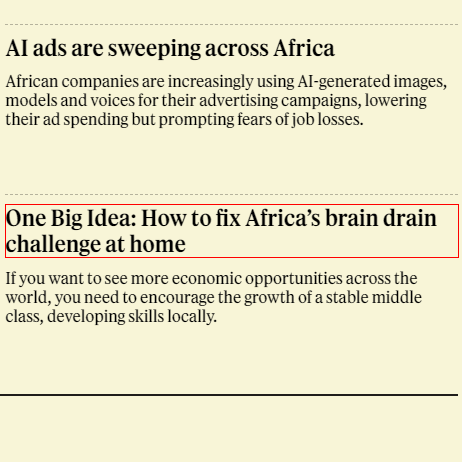 AI ads are sweeping across Africa
African companies are increasingly using AI-generated images,
models and voices for their advertising campaigns, lowering
their ad spending but prompting fears of job losses.
One Big Idea: How to fix Africa’s brain drain
challenge at home
If you want to see more economic opportunities across the
world, you need to encourage the growth of a stable middle
class, developing skills locally.